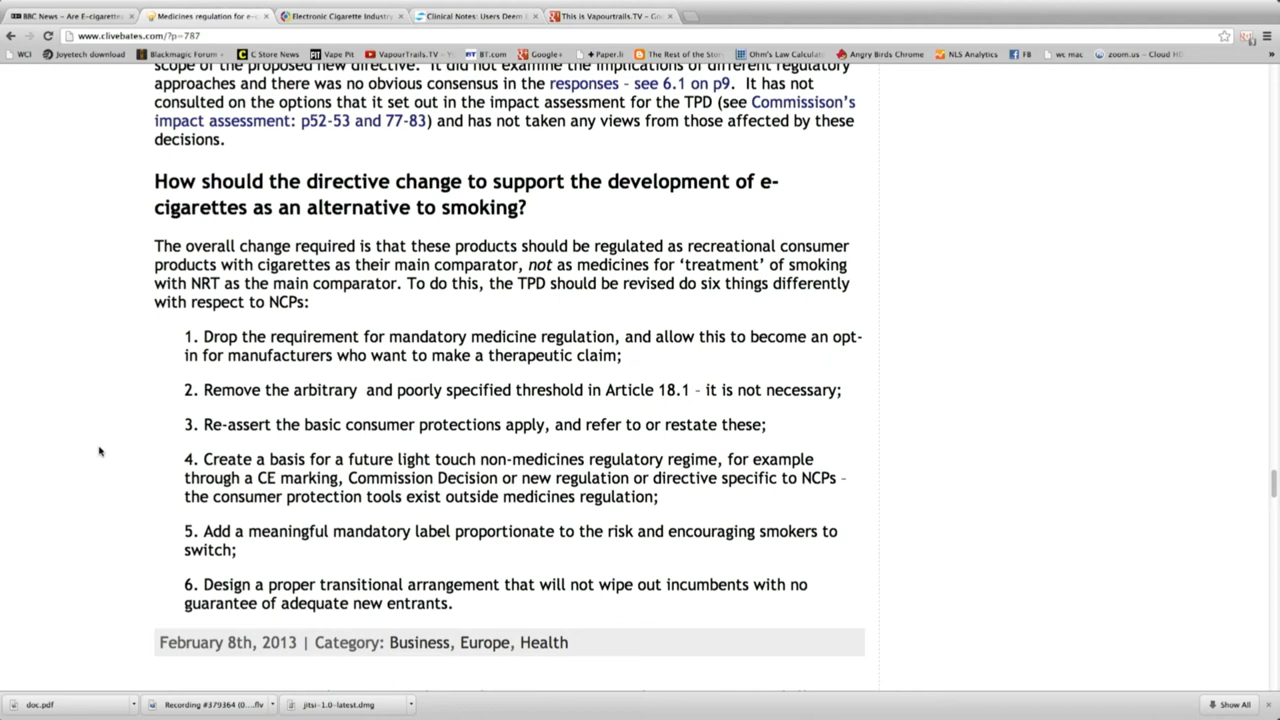 BBC News - Are E-cigarettes
Medicines regulation for e-c
Electronic Cigarette Industry
Clinical Notes: Users Deem E
This is Vapourtrails.TV - Go
www.clivebates.com/?p=787
WCI
Joyetech download
Blackmagic Forum -
C Store News
Vape Pit
VapourTrails.TV -
BT.com
Google+
+ Paper.li
The Rest of the Stor
Ohm's Law Calculat
Angry Birds Chrome
NLS Analytics
FB
wc mac
zoom.us - Cloud HD
scope of the proposed new directive. It did not examine the implications of different regulatory
approaches and there was no obvious consensus in the responses – see 6.1 on p9. It has not
consulted on the options that it set out in the impact assessment for the TPD (see Commissison's
impact assessment: p52-53 and 77-83) and has not taken any views from those affected by these
decisions.
How should the directive change to support the development of e-
cigarettes as an alternative to smoking?
The overall change required is that these products should be regulated as recreational consumer
products with cigarettes as their main comparator, not as medicines for ‘treatment’ of smoking
with NRT as the main comparator. To do this, the TPD should be revised do six things differently
with respect to NCPs:
1. Drop the requirement for mandatory medicine regulation, and allow this to become an opt-
in for manufacturers who want to make a therapeutic claim;
2. Remove the arbitrary and poorly specified threshold in Article 18.1 – it is not necessary;
3. Re-assert the basic consumer protections apply, and refer to or restate these;
4. Create a basis for a future light touch non-medicines regulatory regime, for example
through a CE marking, Commission Decision or new regulation or directive specific to NCPs –
the consumer protection tools exist outside medicines regulation;
5. Add a meaningful mandatory label proportionate to the risk and encouraging smokers to
switch;
6. Design a proper transitional arrangement that will not wipe out incumbents with no
guarantee of adequate new entrants.
February 8th, 2013 | Category: Business, Europe, Health
doc.pdf
Recording #379364 (0....flv
jitsi-1.0-latest.dmg
Show All